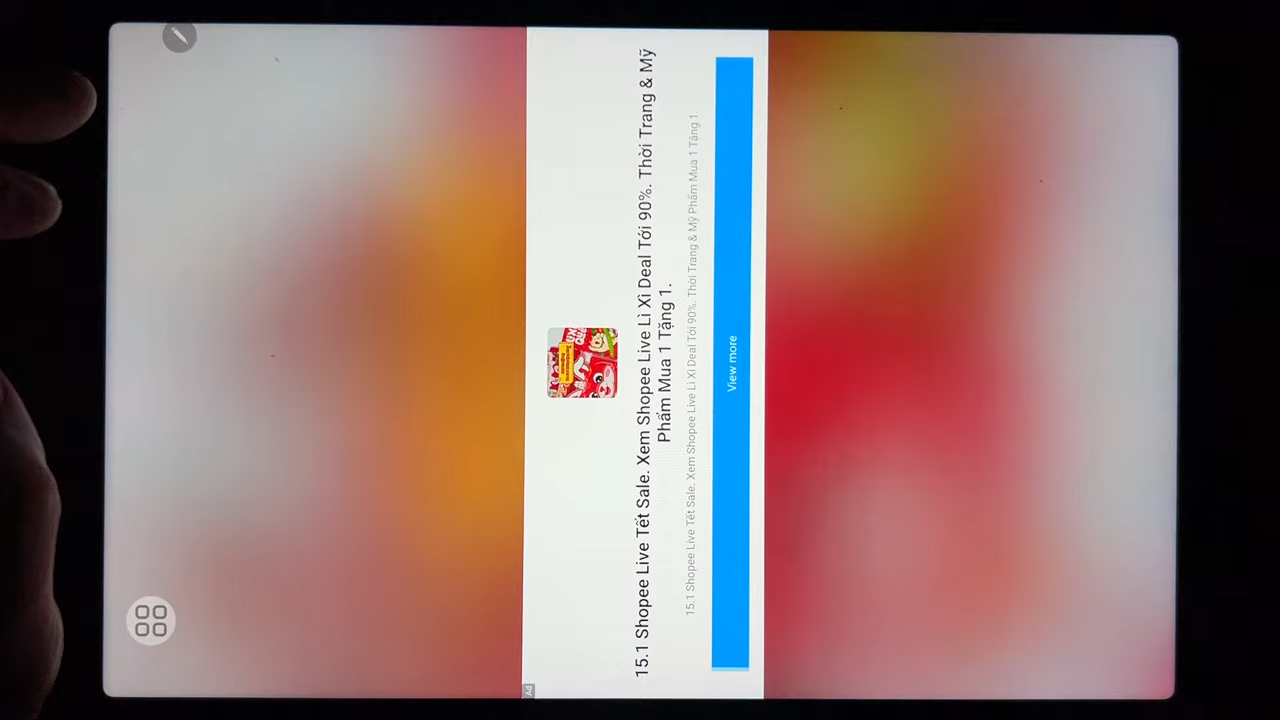 15.1 Shopee Live Tết Sale. Xem Shopee Live Lì Xì Deal Tới 90%. Thời Trang & Mỹ
Phẩm Mua 1 Tặng 1.
15.1 Shopee Live Tết Sale. Xem Shopee Live Lì Xì Deal Tới 90%. Thời Trang & Mỹ Phẩm Mua 1 Tặng 1.
View more
Ad